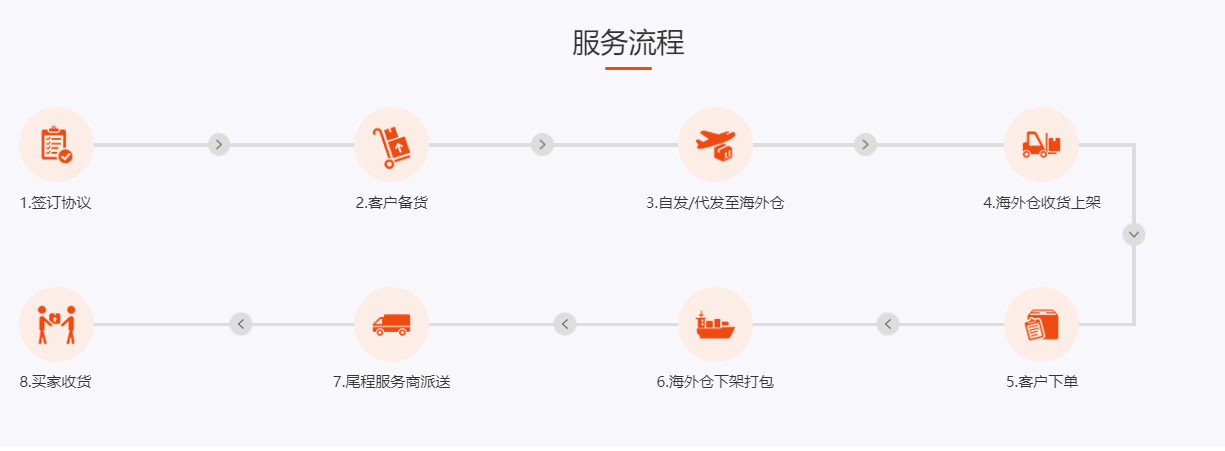 服务流程
1.签订协议
2.客户备货
3.自发/代发至海外仓
4.海外仓收货上架
5.客户下单
6.海外仓下架打包
7.尾程服务商派送
8.买家收货